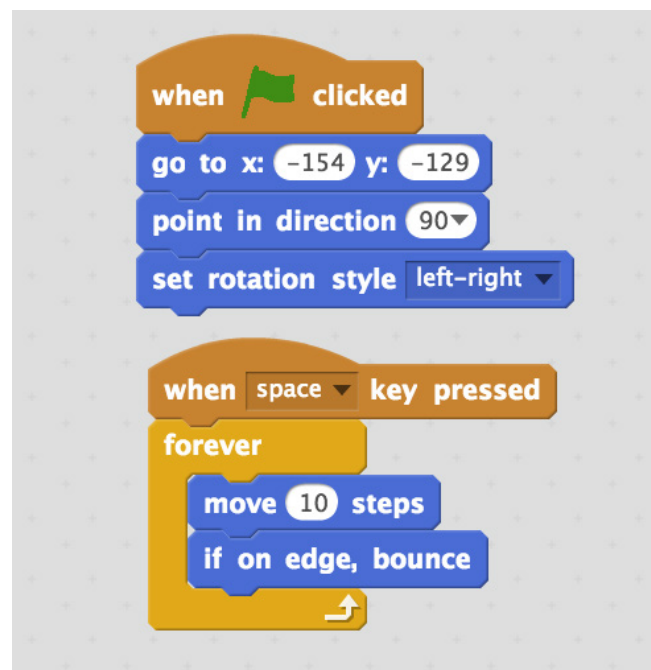 when clicked
go to x: -154 y: -129
point in direction 90
set rotation style left-right
when space key pressed
forever
move 10 steps
if on edge, bounce